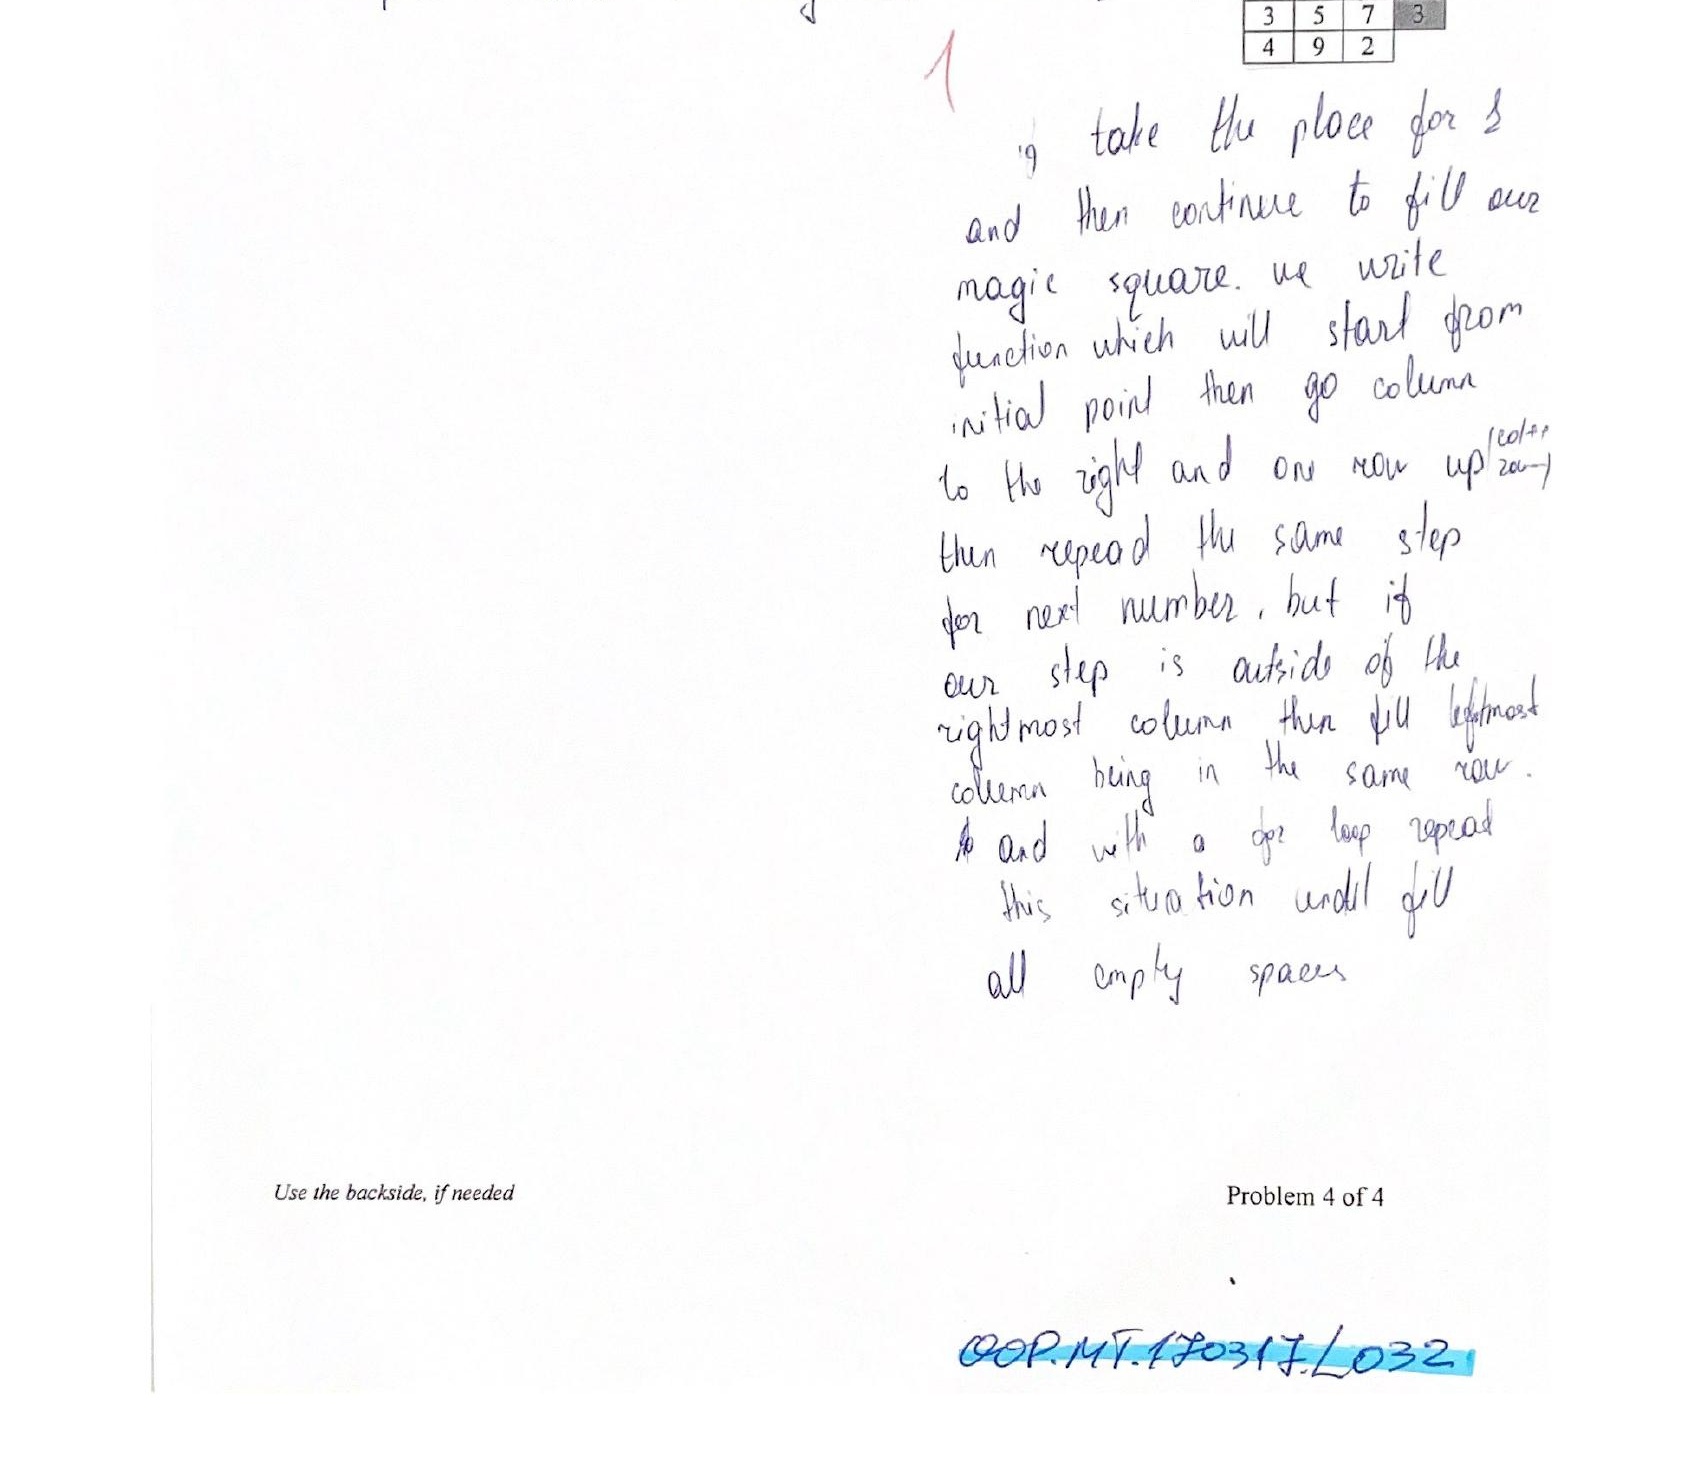 3 5 7 3
4 9 2
1
take the place for 1
and then continue to fill our
magic square. we write
function which will start from
initial point then go column
to the right and one row up (col++
row--)
then repead the same step
for next number, but if
our step is outside of the
rightmost column then fill leftmost
column being in the same row.
and with a for loop repead
this situation until fill
all empty spaces
Use the backside, if needed
Problem 4 of 4
OOP.MT.170317.L032